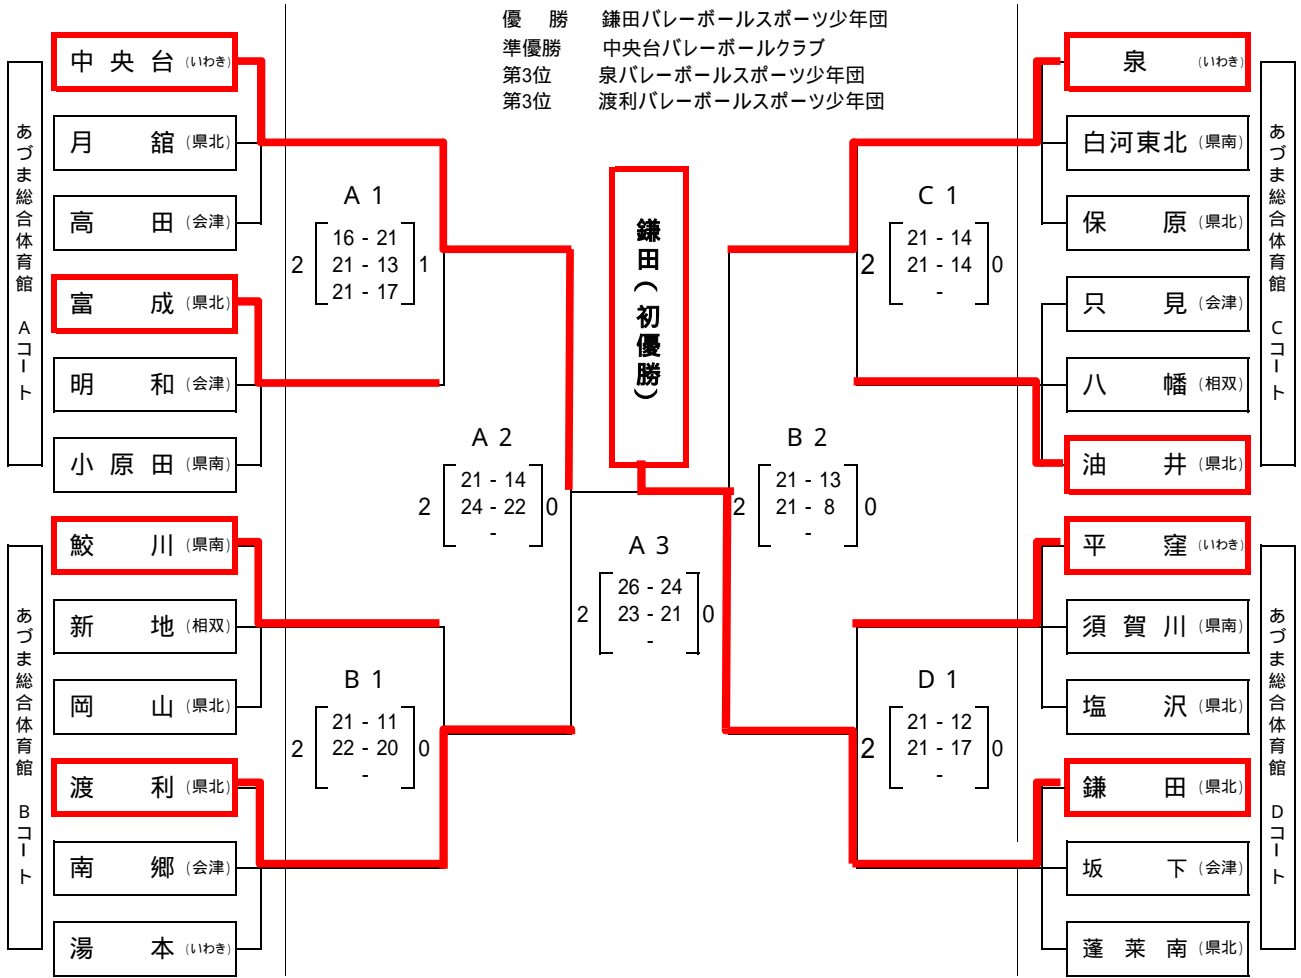 優　勝　鎌田バレーボールスポーツ少年団
準優勝　中央台バレーボールクラブ
第3位　泉バレーボールスポーツ少年団
第3位　渡利バレーボールスポーツ少年団
あづま総合体育館　Aコート
中央台 (いわき)
月舘 (県北)
高田 (会津)
富成 (県北)
明和 (会津)
小原田 (県南)
あづま総合体育館　Bコート
鮫川 (県南)
新地 (相双)
岡山 (県北)
渡利 (県北)
南郷 (会津)
湯本 (いわき)
A 1
16 - 21
2 21 - 13 1
21 - 17
A 2
21 - 14
2 24 - 22 0
-
B 1
21 - 11
2 22 - 20 0
-
鎌田(初優勝)
A 3
26 - 24
2 23 - 21 0
-
C 1
21 - 14
2 21 - 14 0
-
B 2
21 - 13
2 21 - 8 0
-
D 1
21 - 12
2 21 - 17 0
-
泉 (いわき)
白河東北 (県南)
保原 (県北)
只見 (会津)
八幡 (相双)
油井 (県北)
あづま総合体育館　Cコート
平窪 (いわき)
須賀川 (県南)
塩沢 (県北)
鎌田 (県北)
坂下 (会津)
蓬莱南 (県北)
あづま総合体育館　Dコート